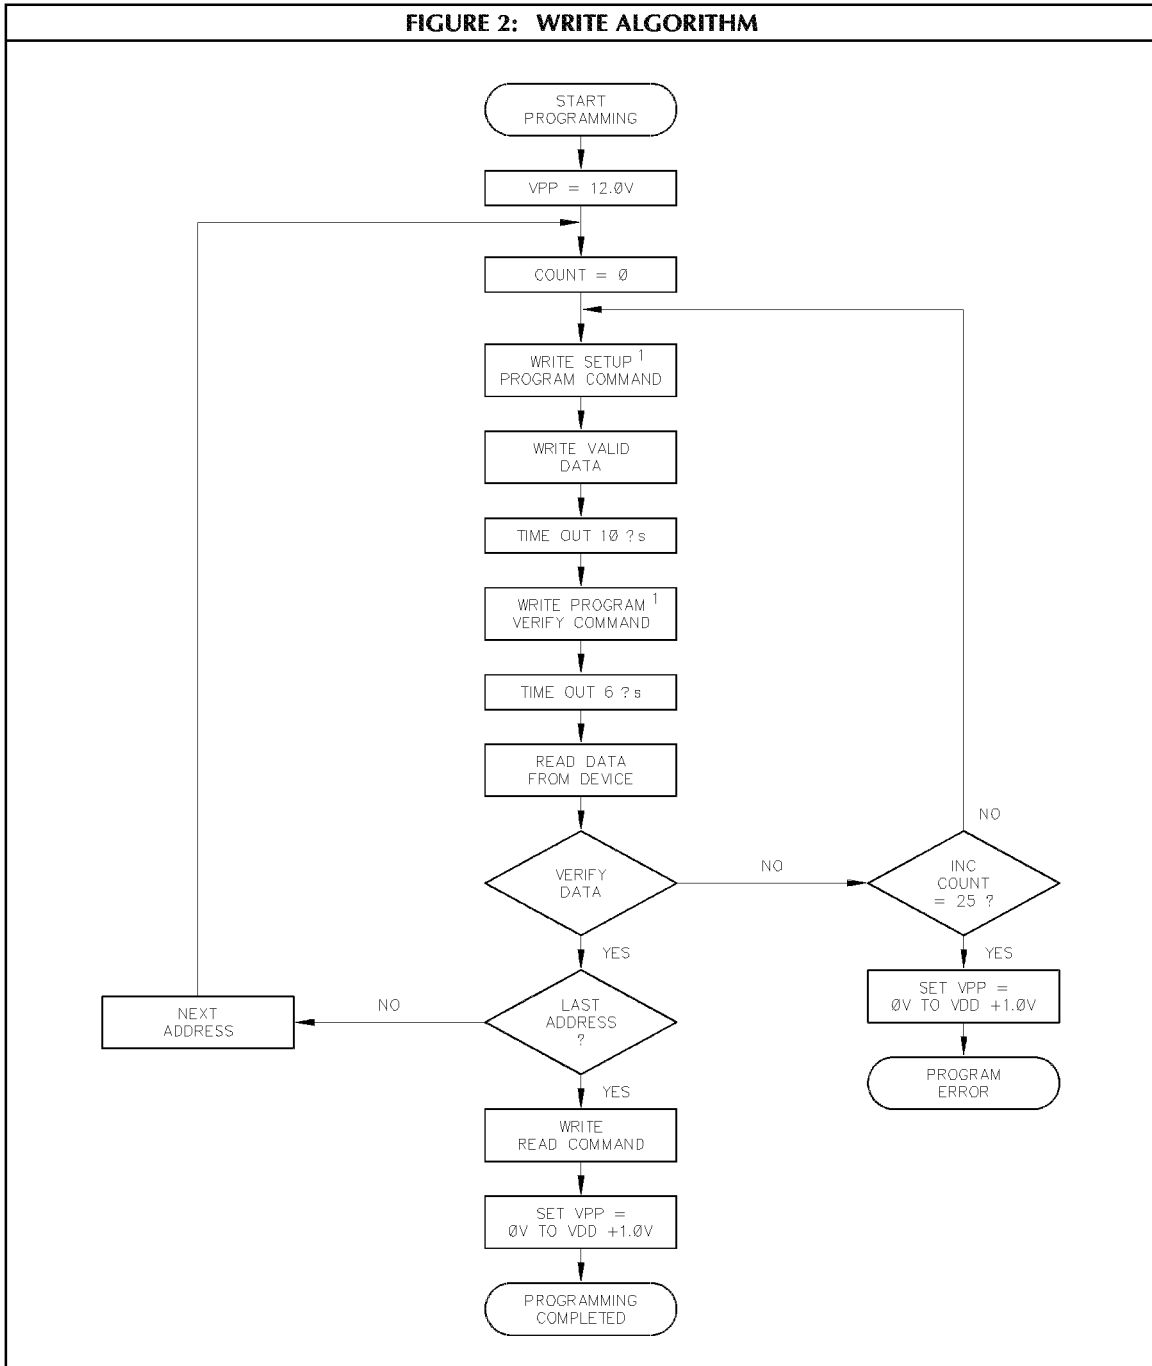 FIGURE 2: WRITE ALGORITHM
START
PROGRAMMING
VPP = 12.0V
COUNT = 0
WRITE SETUP 1
PROGRAM COMMAND
WRITE VALID
DATA
TIME OUT 10 ?s
WRITE PROGRAM 1
VERIFY COMMAND
TIME OUT 6 ?s
READ DATA
FROM DEVICE
VERIFY
DATA
NO
INC
COUNT
= 25 ?
NO
YES
SET VPP =
0V TO VDD +1.0V
PROGRAM
ERROR
YES
LAST
ADDRESS
?
NO
NEXT
ADDRESS
YES
WRITE
READ COMMAND
SET VPP =
0V TO VDD +1.0V
PROGRAMMING
COMPLETED